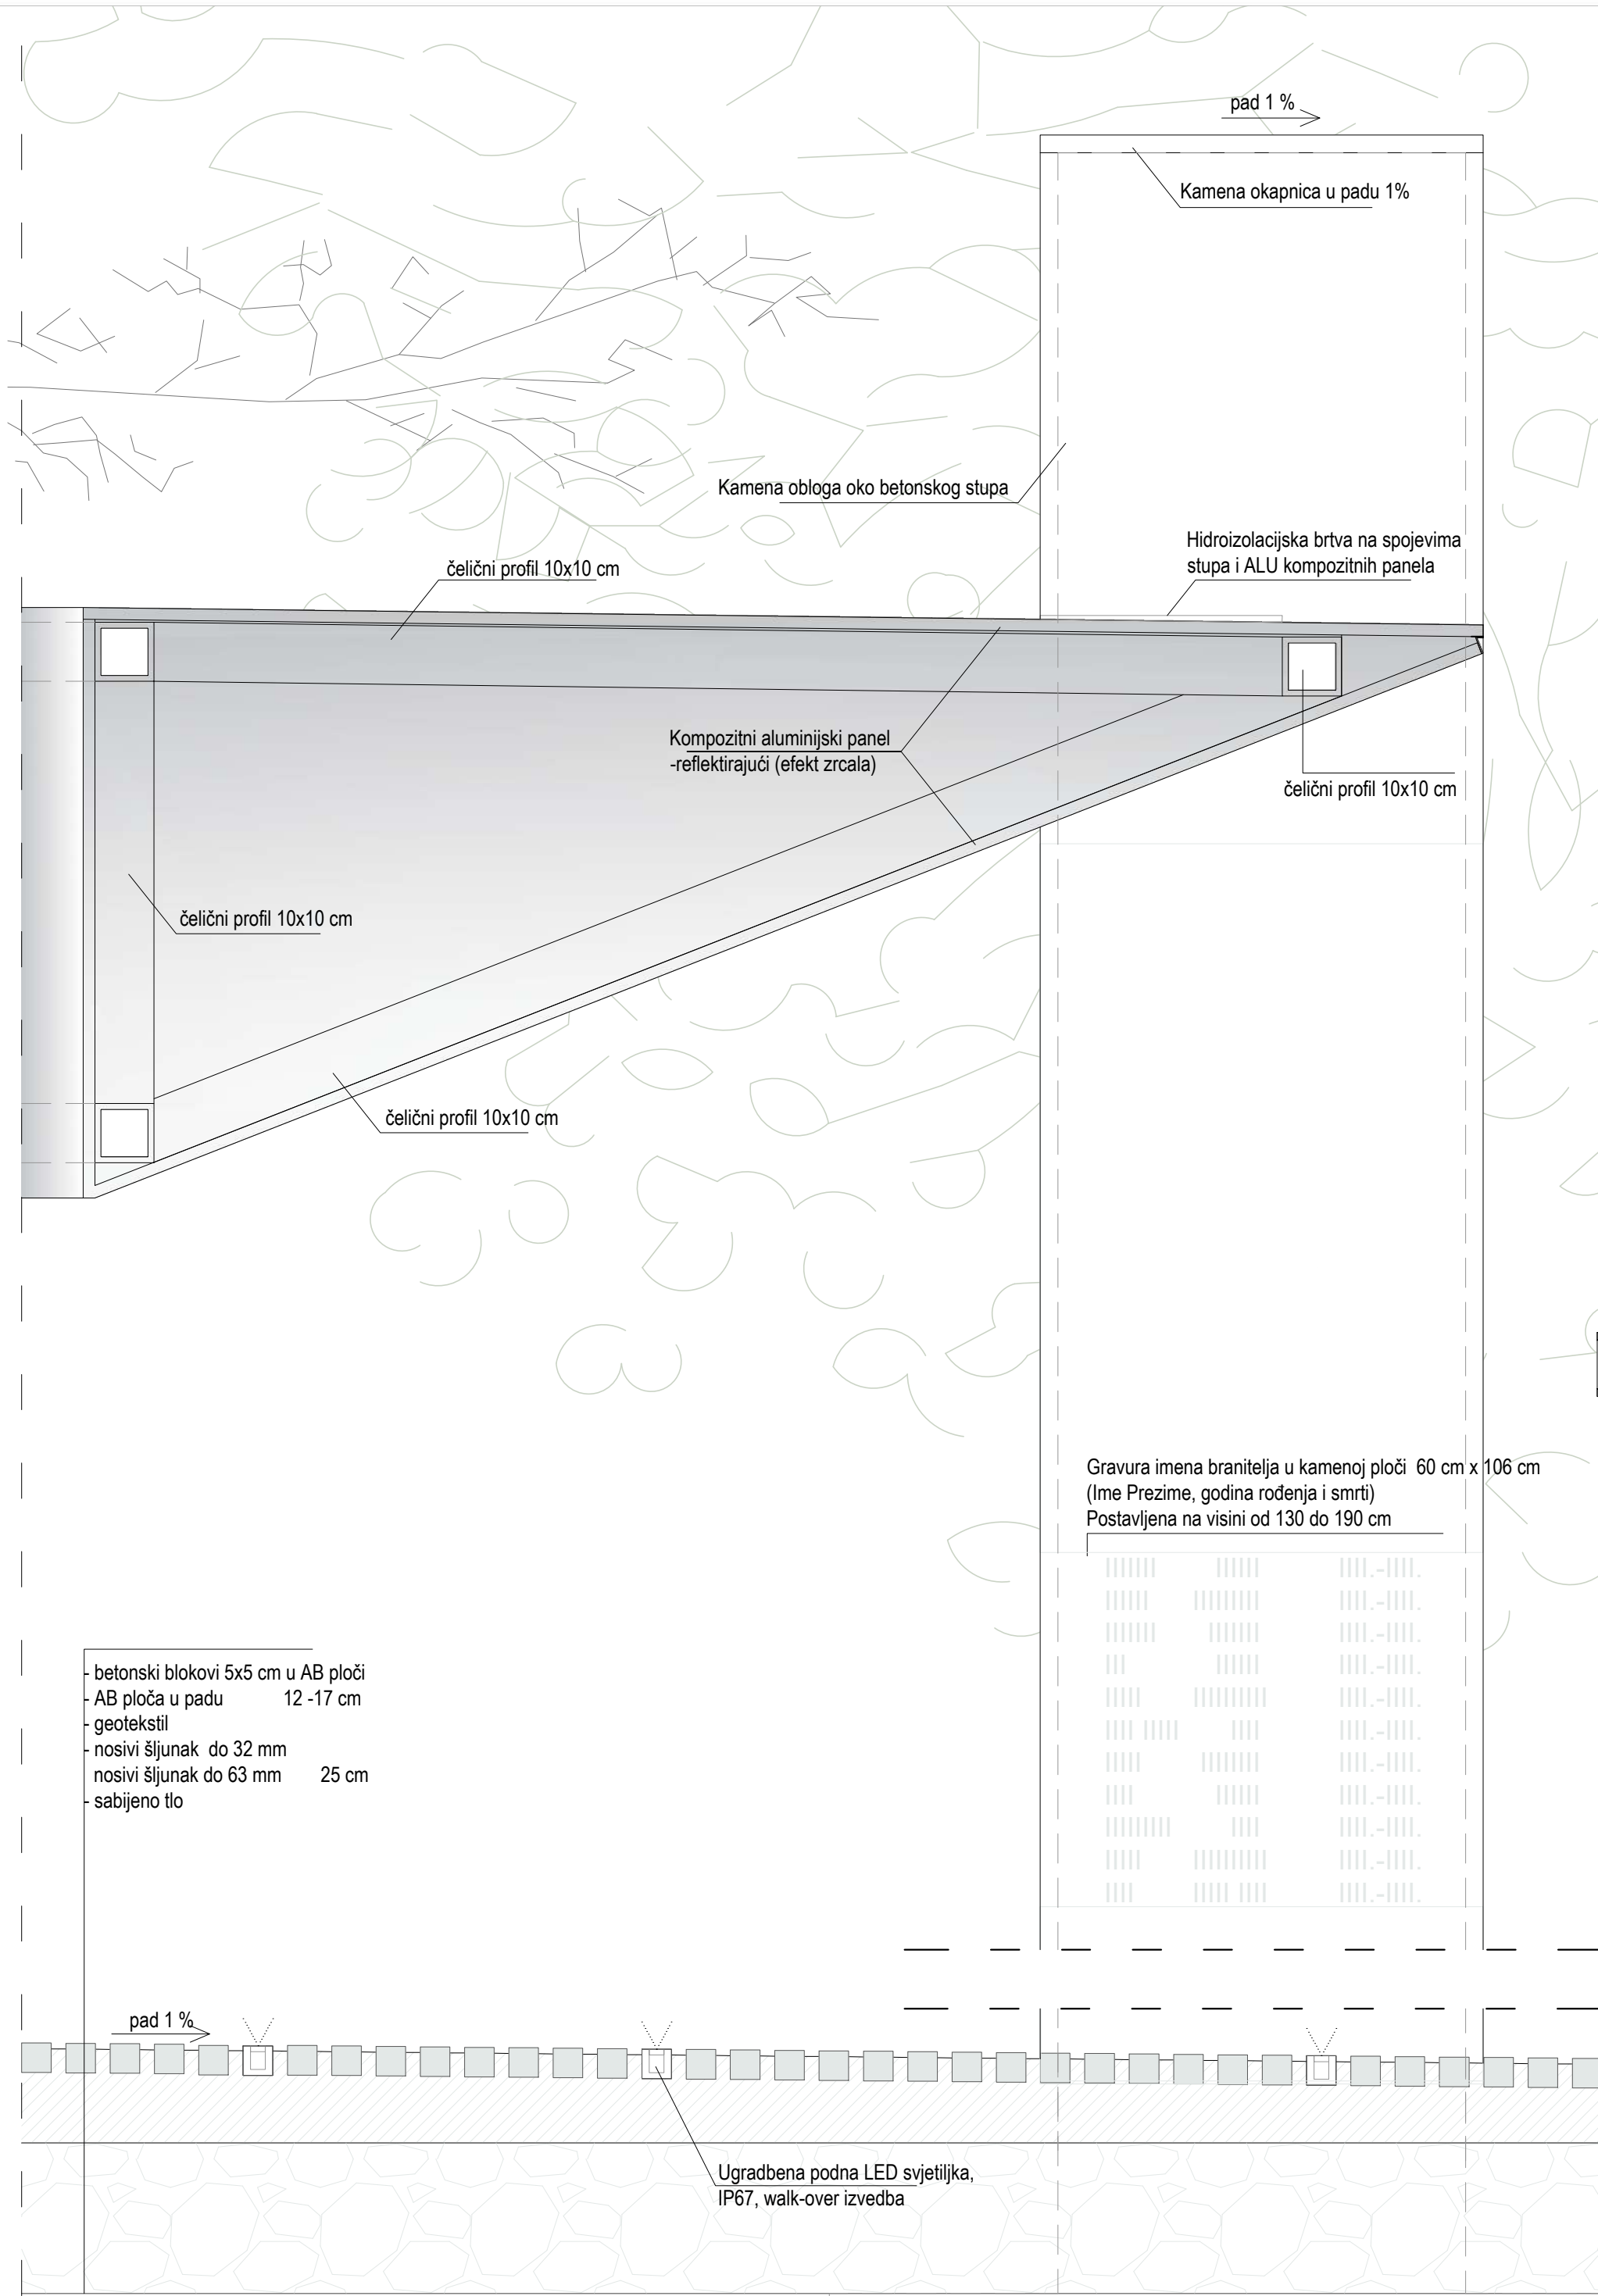 pad 1 %
Kamena okapnica u padu 1%
Kamena obloga oko betonskog stupa
Hidroizolacijska brtva na spojevima
stupa i ALU kompozitnih panela
čelični profil 10x10 cm
Kompozitni aluminijski panel
-reflektirajući (efekt zrcala)
čelični profil 10x10 cm
čelični profil 10x10 cm
čelični profil 10x10 cm
Gravura imena branitelja u kamenoj ploči 60 cm x 106 cm
(Ime Prezime, godina rođenja i smrti)
Postavljena na visini od 130 do 190 cm
- betonski blokovi 5x5 cm u AB ploči
- AB ploča u padu 12 -17 cm
- geotekstil
- nosivi šljunak do 32 mm
nosivi šljunak do 63 mm 25 cm
- sabijeno tlo
pad 1 %
Ugradbena podna LED svjetiljka,
IP67, walk-over izvedba